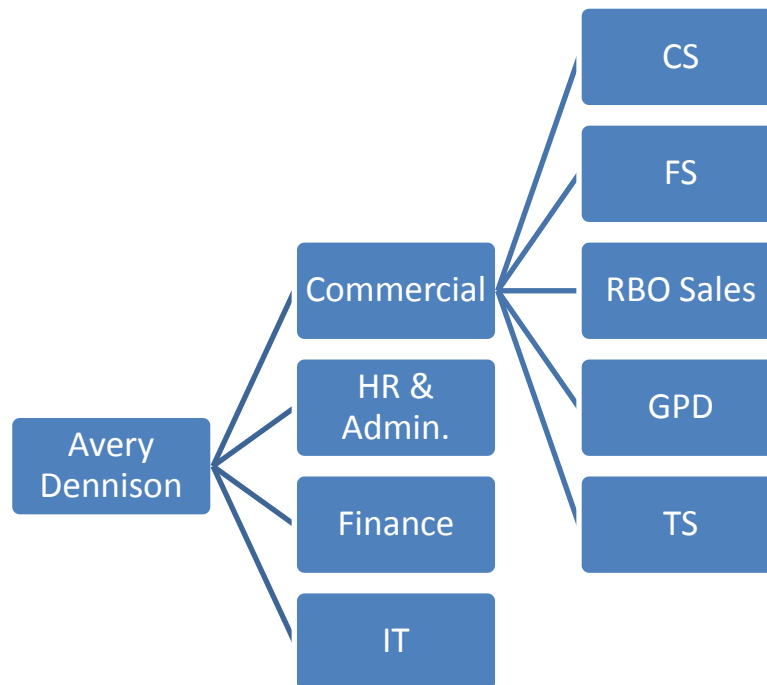 Avery
Dennison
Commercial
HR &
Admin.
Finance
IT
CS
FS
RBO Sales
GPD
TS